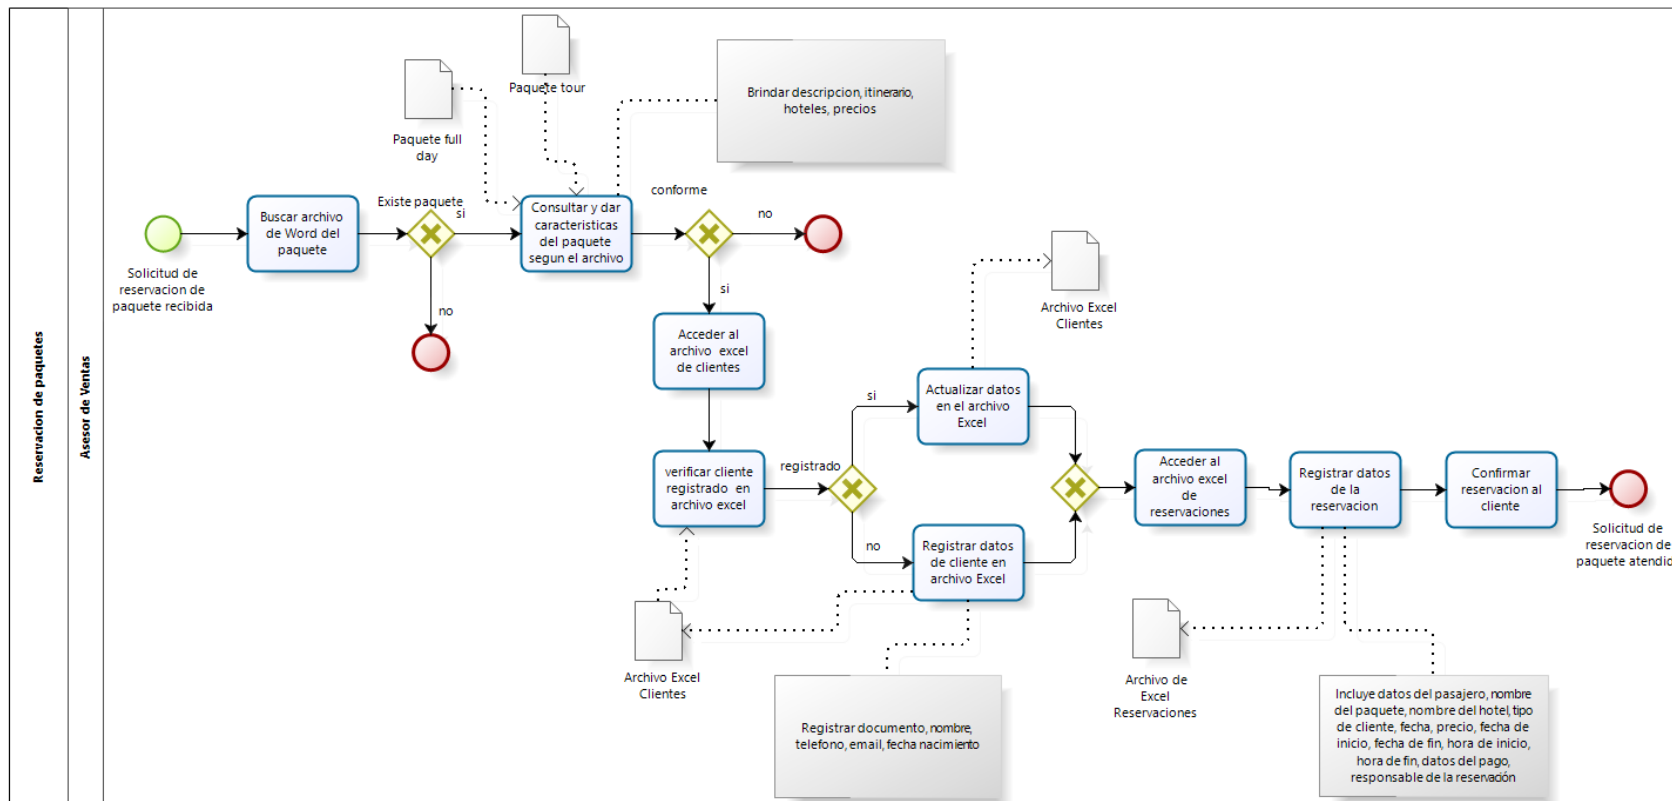 Reservacion de paquetes
Asesor de Ventas
Solicitud de
reservacion de
paquete recibida
Buscar archivo
de Word del
paquete
Existe paquete
si
no
Paquete full
day
Paquete tour
Consultar y dar
caracteristicas
del paquete
segun el archivo
Brindar descripcion, itinerario,
hoteles, precios
conforme
no
si
Acceder al
archivo excel
de clientes
verificar cliente
registrado en
archivo excel
Archivo Excel
Clientes
registrado
si
no
Actualizar datos
en el archivo
Excel
Archivo Excel
Clientes
Registrar datos
de cliente en
archivo Excel
Registrar documento, nombre,
telefono, email, fecha nacimiento
Acceder al
archivo excel
de
reservaciones
Registrar datos
de la
reservacion
Archivo de
Excel
Reservaciones
Incluye datos del pasajero, nombre
del paquete, nombre del hotel, tipo
de cliente, fecha, precio, fecha de
inicio, fecha de fin, hora de inicio,
hora de fin, datos del pago,
responsable de la reservación
Confirmar
reservacion al
cliente
Solicitud de
reservacion de
paquete atendid